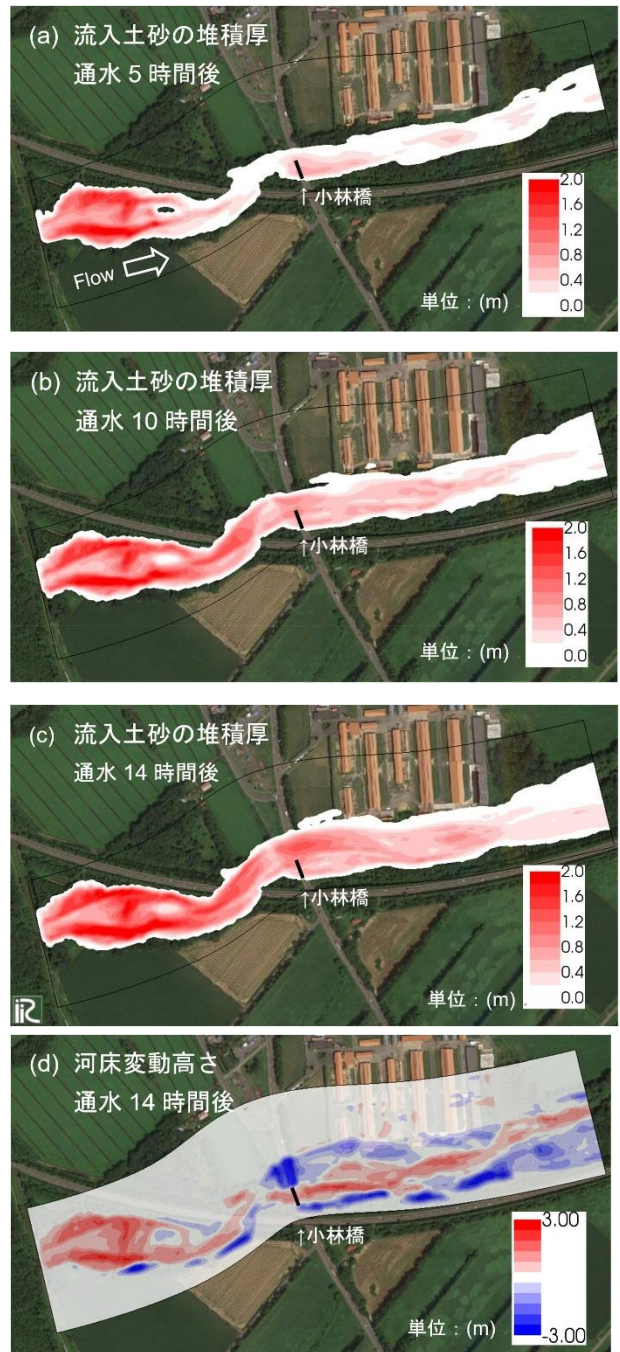 (a) 流入土砂の堆積厚
通水 5 時間後
↑小林橋
Flow
2.0
1.6
1.2
0.8
0.4
0.0
単位：(m)
(b) 流入土砂の堆積厚
通水 10 時間後
↑小林橋
2.0
1.6
1.2
0.8
0.4
0.0
単位：(m)
(c) 流入土砂の堆積厚
通水 14 時間後
↑小林橋
2.0
1.6
1.2
0.8
0.4
0.0
単位：(m)
iRIC
(d) 河床変動高さ
通水 14 時間後
↑小林橋
3.00
-3.00
単位：(m)